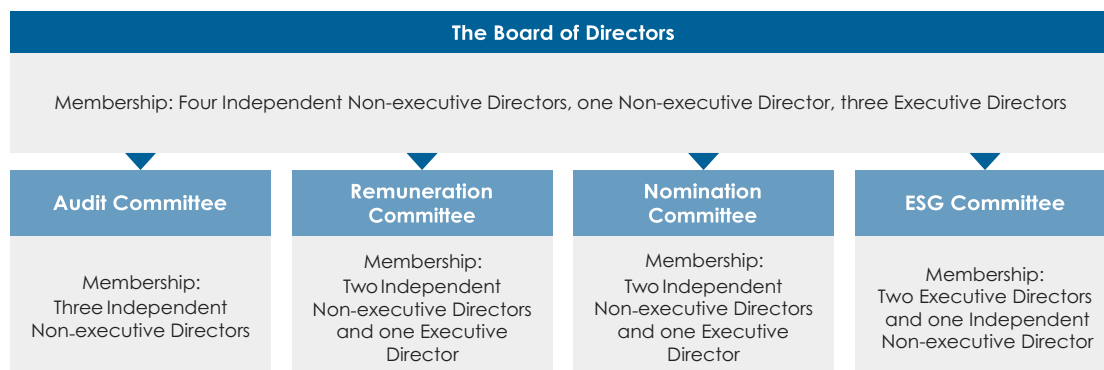 The Board of Directors
Membership: Four Independent Non-executive Directors, one Non-executive Director, three Executive Directors
Audit Committee
Membership:
Three Independent
Non-executive Directors
Remuneration
Committee
Membership:
Two Independent
Non-executive Directors
and one Executive
Director
Nomination
Committee
Membership:
Two Independent
Non-executive Directors
and one Executive
Director
ESG Committee
Membership:
Two Executive Directors
and one Independent
Non-executive Director